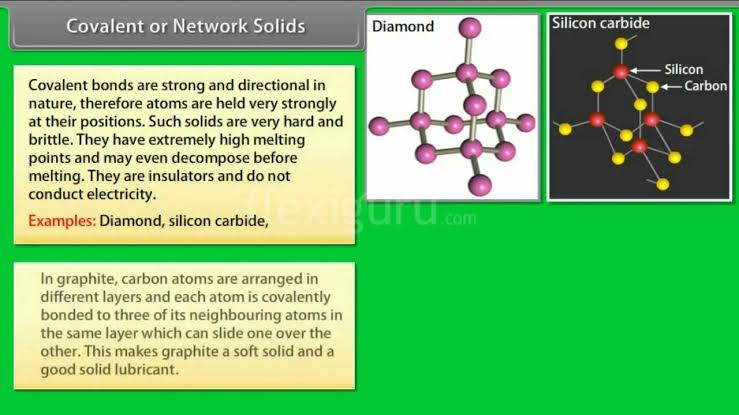 Covalent or Network Solids
Covalent bonds are strong and directional in
nature, therefore atoms are held very strongly
at their positions. Such solids are very hard and
brittle. They have extremely high melting
points and may even decompose before
melting. They are insulators and do not
conduct electricity.
Examples: Diamond, silicon carbide,
In graphite, carbon atoms are arranged in
different layers and each atom is covalently
bonded to three of its neighbouring atoms in
the same layer which can slide one over the
other. This makes graphite a soft solid and a
good solid lubricant.
Diamond
Silicon carbide
Silicon
Carbon
flexiguru.com